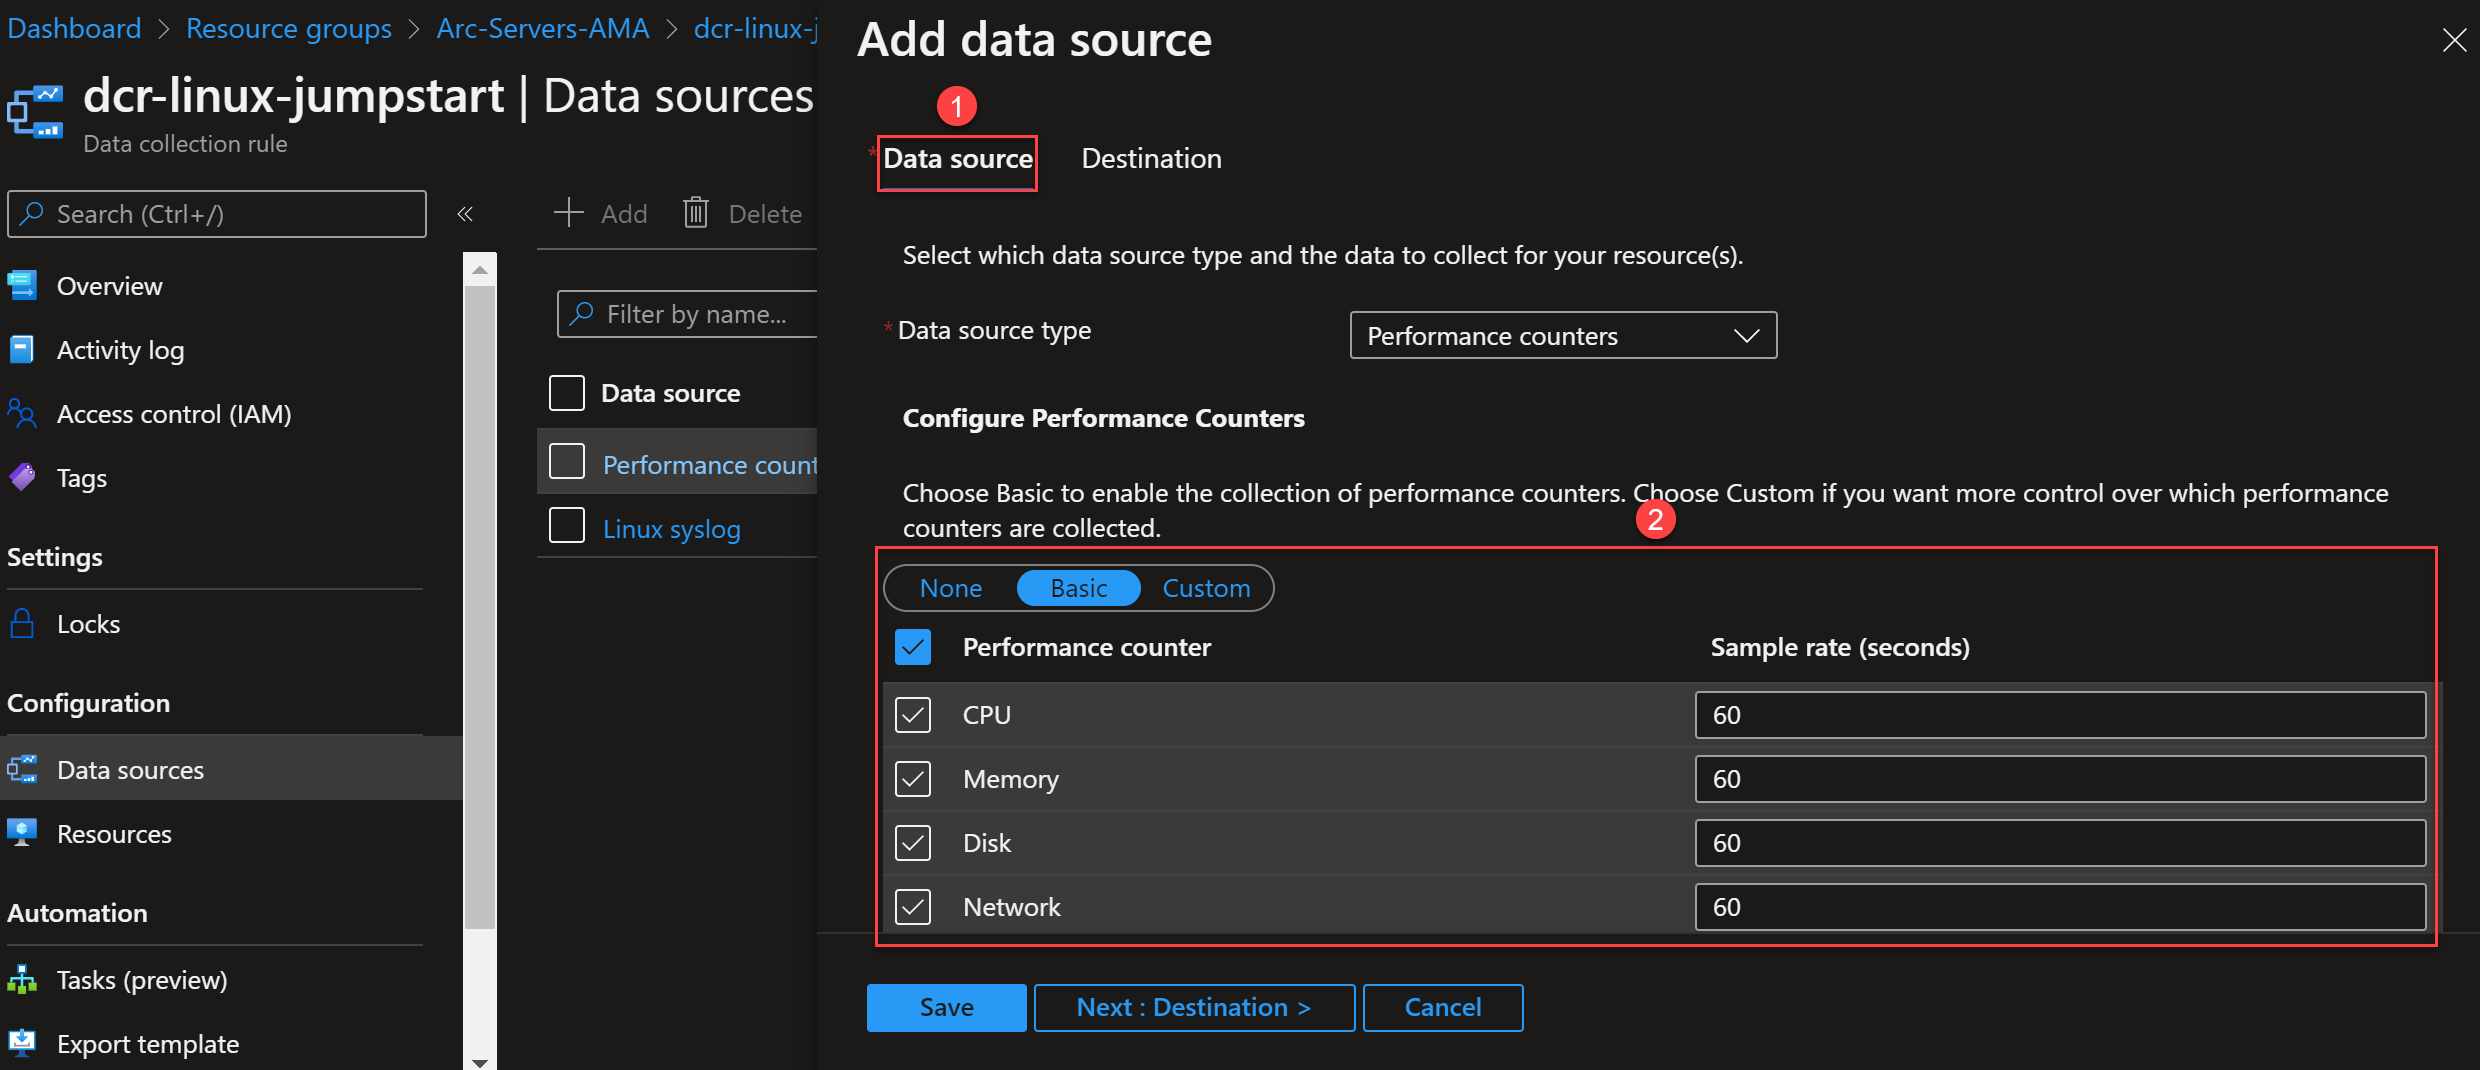 Dashboard > Resource groups > Arc-Servers-AMA > dcr-linux-j
dcr-linux-jumpstart | Data sources
Data collection rule
Search (Ctrl+/)
«
Overview
Activity log
Access control (IAM)
Tags
Settings
Locks
Configuration
Data sources
Resources
Automation
Tasks (preview)
Export template
Add
Delete
Filter by name...
Data source
Performance count
Linux syslog
Add data source
1
* Data source
Destination
Select which data source type and the data to collect for your resource(s).
* Data source type
Performance counters
Configure Performance Counters
Choose Basic to enable the collection of performance counters. Choose Custom if you want more control over which performance
counters are collected.
2
None Basic Custom
Performance counter Sample rate (seconds)
CPU 60
Memory 60
Disk 60
Network 60
Save Next : Destination > Cancel